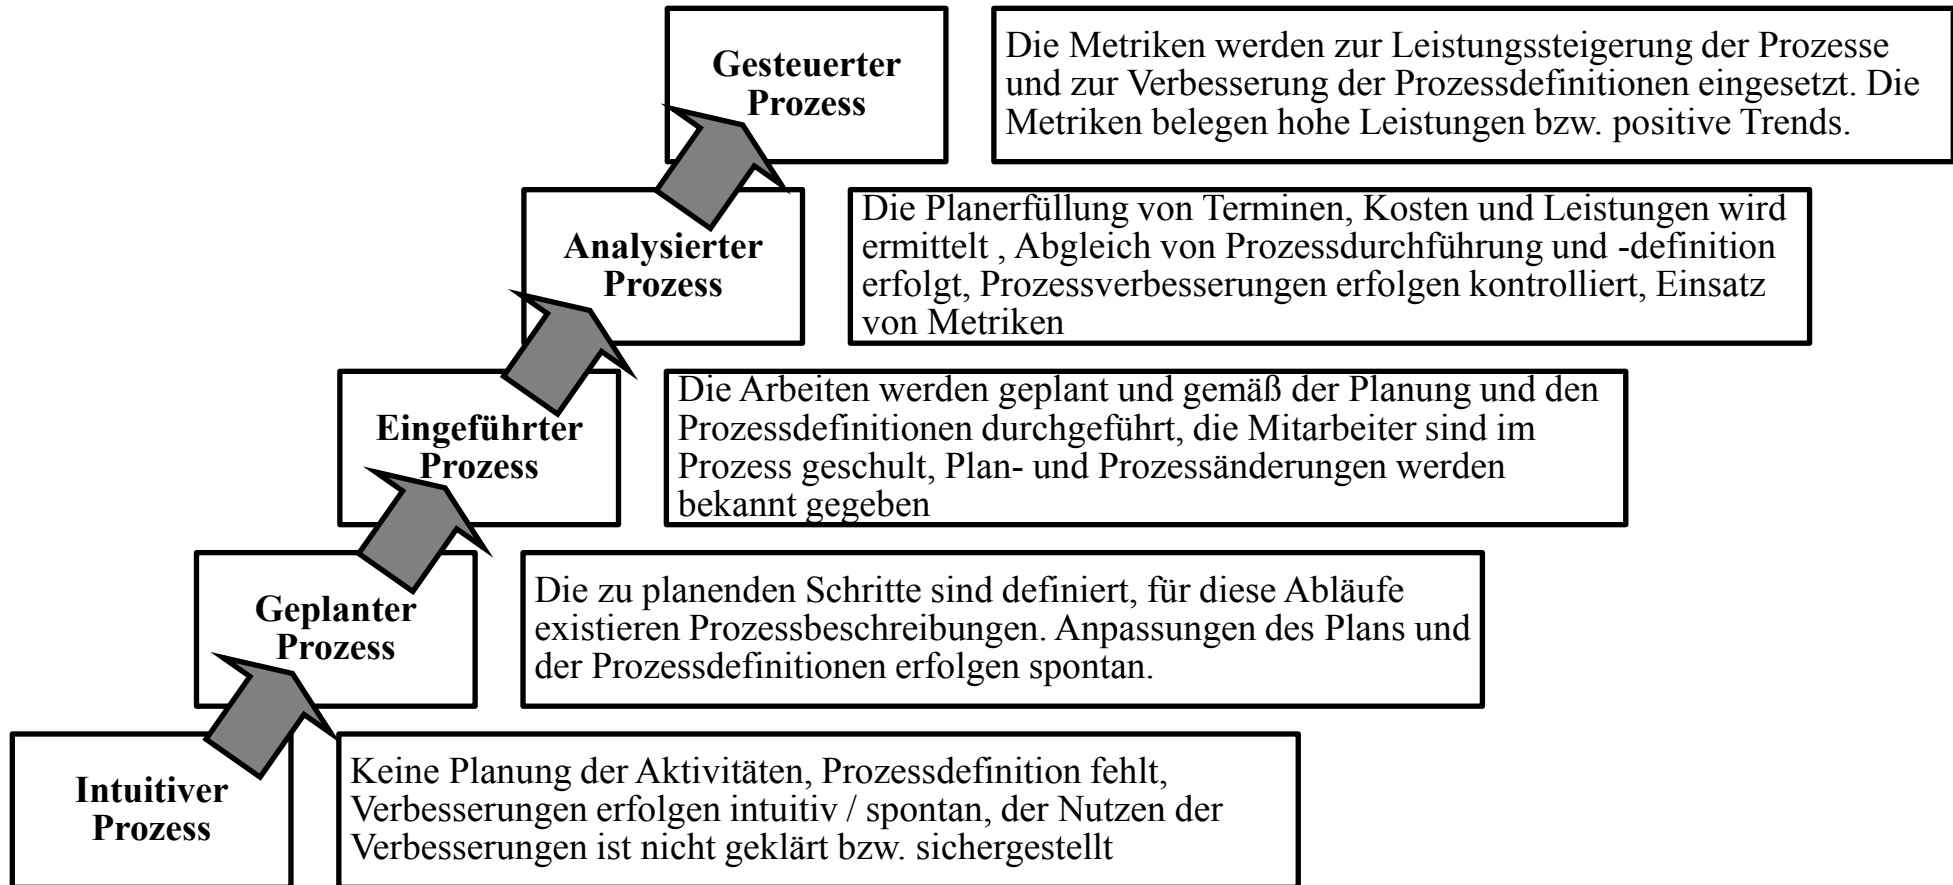 Gesteuerter
Prozess
Die Metriken werden zur Leistungssteigerung der Prozesse
und zur Verbesserung der Prozessdefinitionen eingesetzt. Die
Metriken belegen hohe Leistungen bzw. positive Trends.
Analysierter
Prozess
Die Planerfüllung von Terminen, Kosten und Leistungen wird
ermittelt , Abgleich von Prozessdurchführung und -definition
erfolgt, Prozessverbesserungen erfolgen kontrolliert, Einsatz
von Metriken
Eingeführter
Prozess
Die Arbeiten werden geplant und gemäß der Planung und den
Prozessdefinitionen durchgeführt, die Mitarbeiter sind im
Prozess geschult, Plan- und Prozessänderungen werden
bekannt gegeben
Geplanter
Prozess
Die zu planenden Schritte sind definiert, für diese Abläufe
existieren Prozessbeschreibungen. Anpassungen des Plans und
der Prozessdefinitionen erfolgen spontan.
Intuitiver
Prozess
Keine Planung der Aktivitäten, Prozessdefinition fehlt,
Verbesserungen erfolgen intuitiv / spontan, der Nutzen der
Verbesserungen ist nicht geklärt bzw. sichergestellt